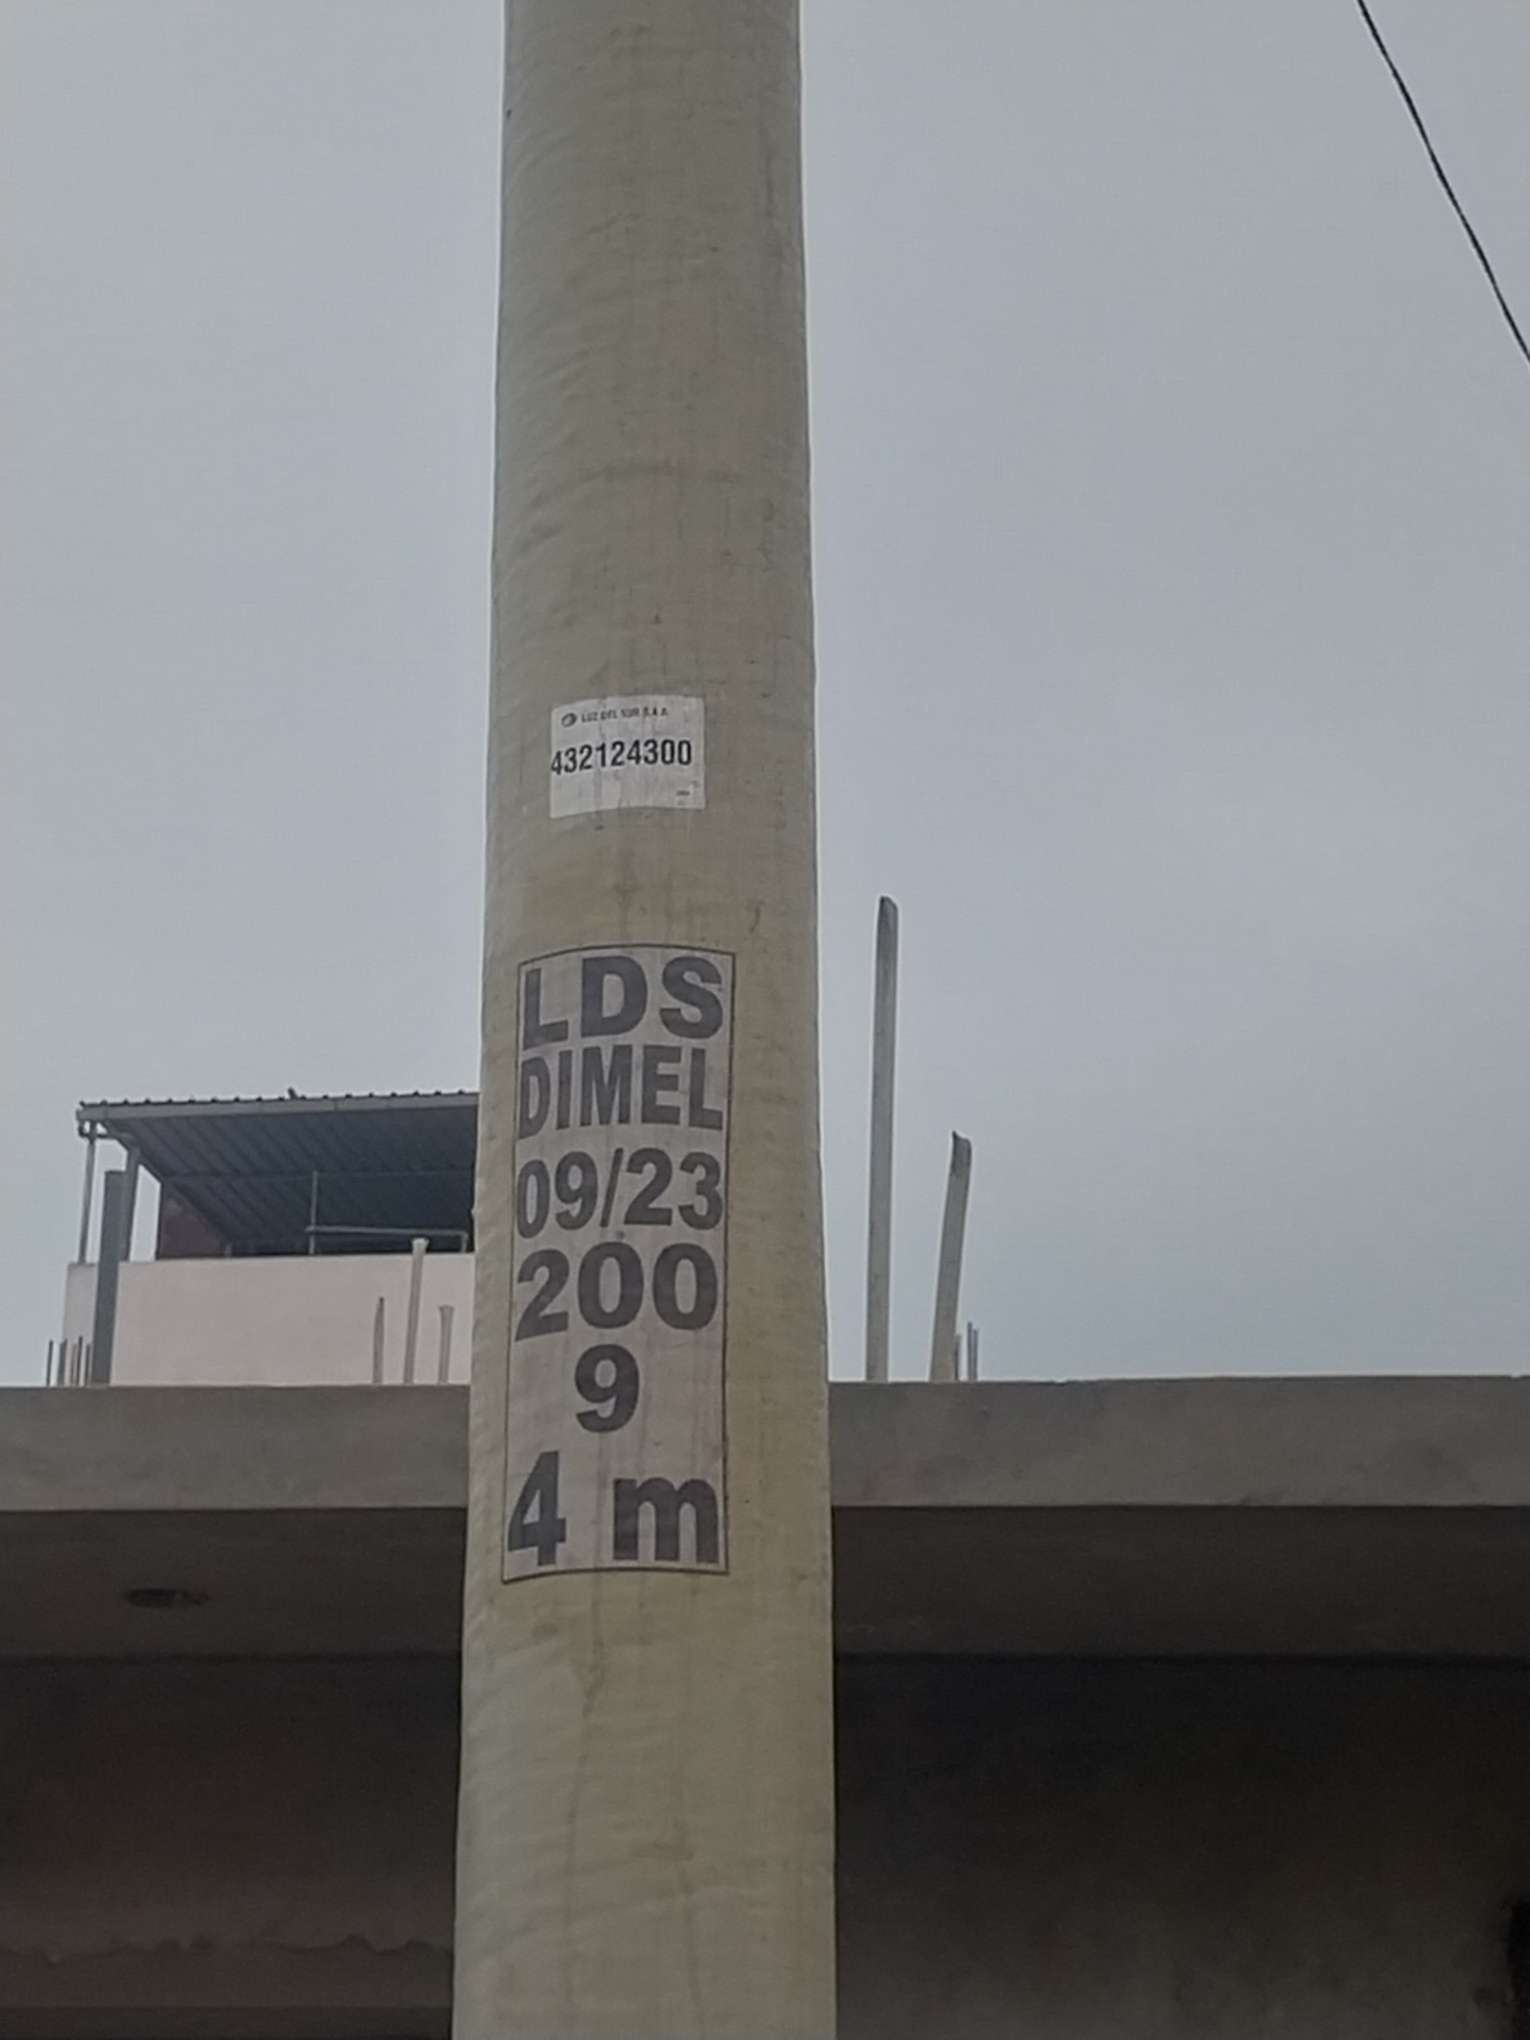 LUZ DEL SUR S.A.A.
432124300
LDS
DIMEL
09/23
200
9
4 m